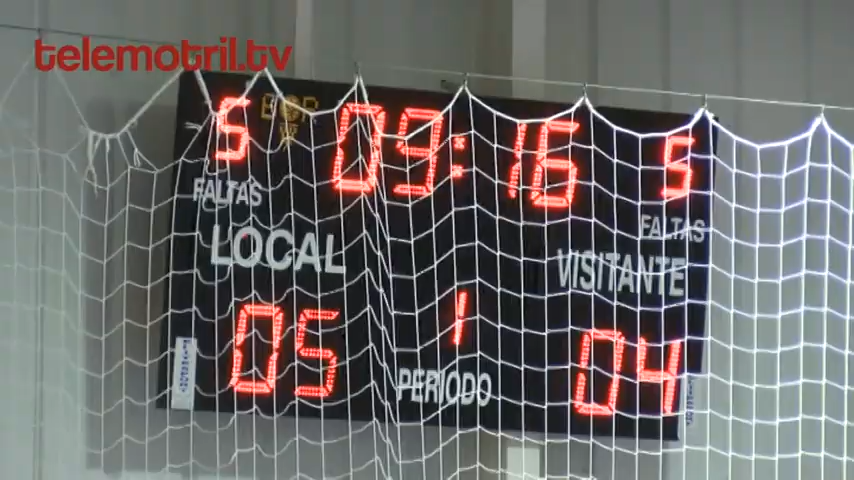 telemotril.tv
5 09:16 5
FALTAS FALTAS
LOCAL VISITANTE
05 1 04
PERIODO